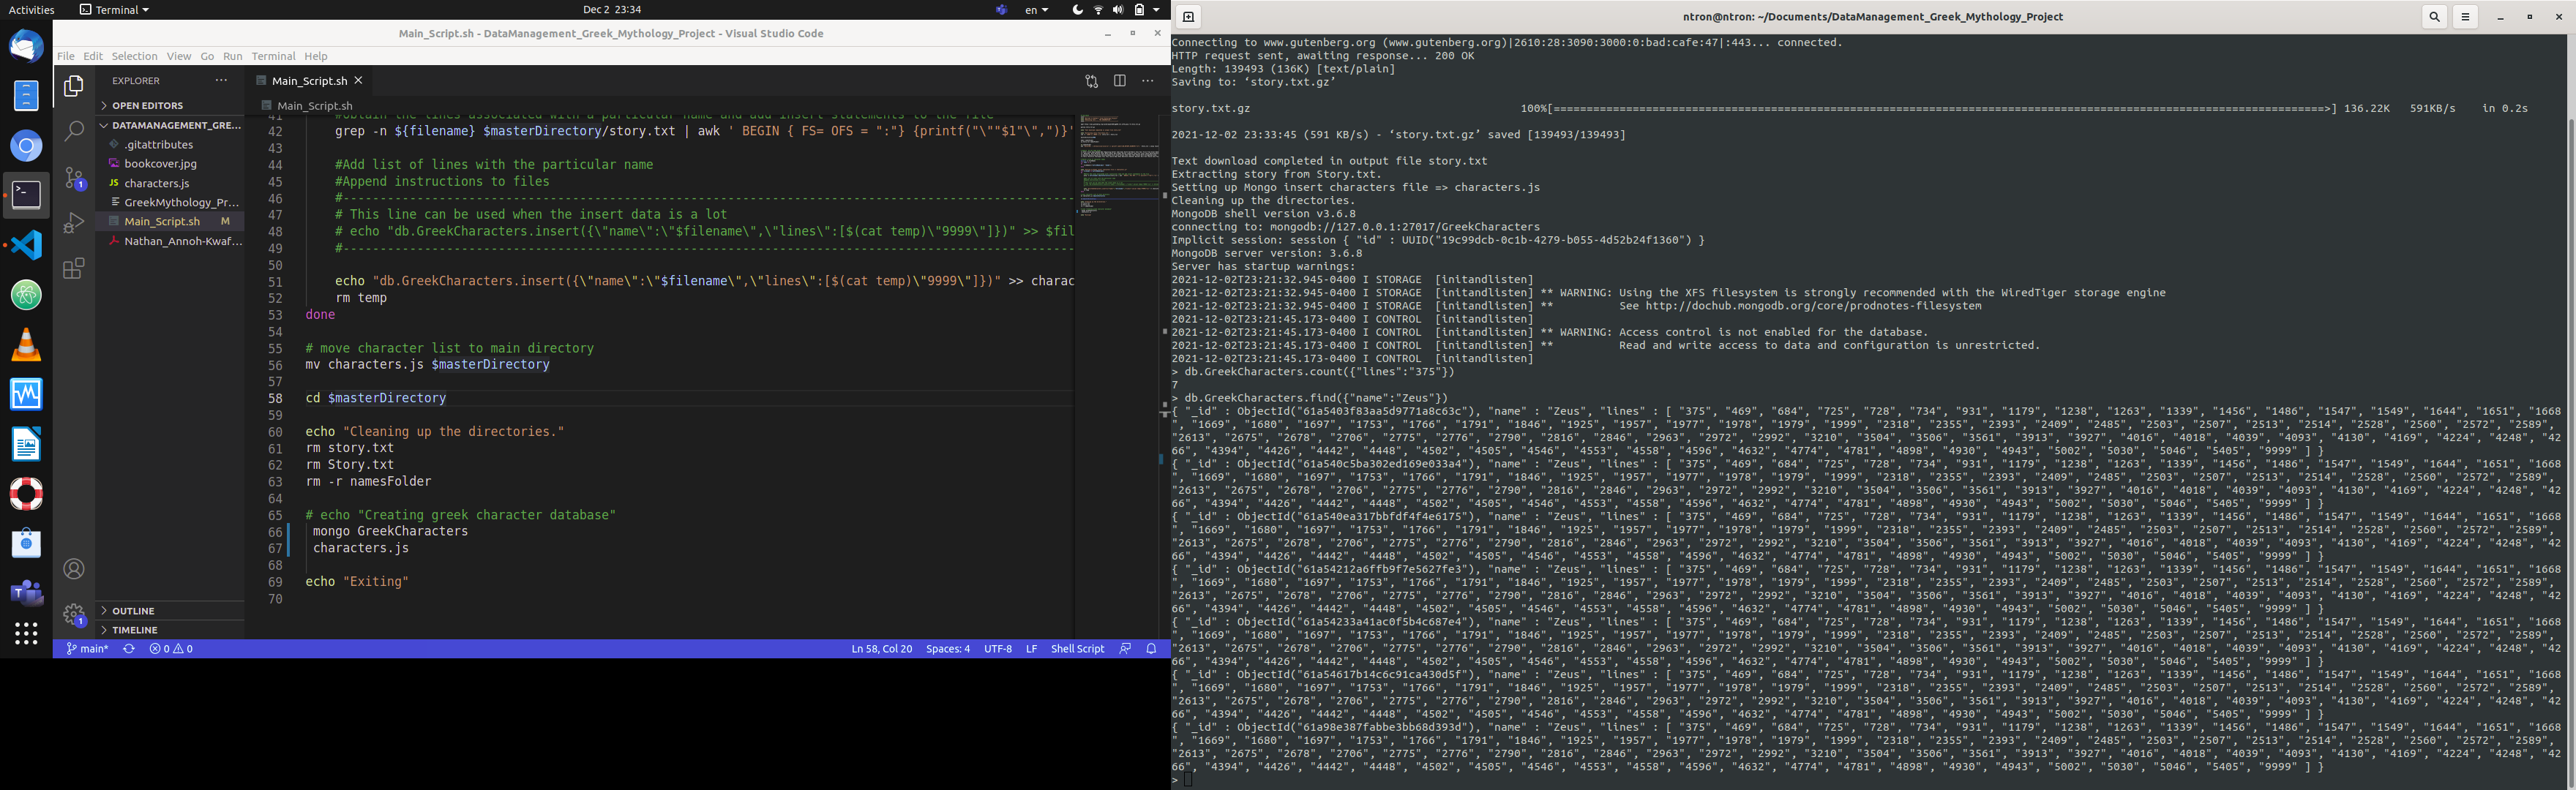 Activities
Terminal
Dec 2 23:34
en
Main_Script.sh - DataManagement_Greek_Mythology_Project - Visual Studio Code
File Edit Selection View Go Run Terminal Help
EXPLORER
OPEN EDITORS
DATAMANAGEMENT_GRE...
.gitattributes
bookcover.jpg
JS characters.js
GreekMythology_Pr...
Main_Script.sh M
Nathan_Annoh-Kwaf...
OUTLINE
TIMELINE
Main_Script.sh
Main_Script.sh
42 grep -n ${filename} $masterDirectory/story.txt | awk ' BEGIN { FS= OFS = ":"} {printf("\""$1"\",")}'
43
44 #Add list of lines with the particular name
45 #Append instructions to files
46 #----------------------------------------------------------------------------------------------------
47 # This line can be used when the insert data is a lot
48 # echo "db.GreekCharacters.insert({\"name\":\"$filename\",\"lines\":[$(cat temp)\"9999\"]})" >> $fil
49 #----------------------------------------------------------------------------------------------------
50
51 echo "db.GreekCharacters.insert({\"name\":\"$filename\",\"lines\":[$(cat temp)\"9999\"]})" >> charac
52 rm temp
53 done
54
55 # move character list to main directory
56 mv characters.js $masterDirectory
57
58 cd $masterDirectory
59
60 echo "Cleaning up the directories."
61 rm story.txt
62 rm Story.txt
63 rm -r namesFolder
64
65 # echo "Creating greek character database"
66 mongo GreekCharacters
67 characters.js
68
69 echo "Exiting"
70
main* 0 0
Ln 58, Col 20 Spaces: 4 UTF-8 LF Shell Script
ntron@ntron: ~/Documents/DataManagement_Greek_Mythology_Project
Connecting to www.gutenberg.org (www.gutenberg.org)|2610:28:3090:3000:0:bad:cafe:47|:443... connected.
HTTP request sent, awaiting response... 200 OK
Length: 139493 (136K) [text/plain]
Saving to: ‘story.txt.gz’
story.txt.gz 100%[===================>] 136.22K 591KB/s in 0.2s
2021-12-02 23:33:45 (591 KB/s) - ‘story.txt.gz’ saved [139493/139493]
Text download completed in output file story.txt
Extracting story from Story.txt.
Setting up Mongo insert characters file => characters.js
Cleaning up the directories.
MongoDB shell version v3.6.8
connecting to: mongodb://127.0.0.1:27017/GreekCharacters
Implicit session: session { "id" : UUID("19c99dcb-0c1b-4279-b055-4d52b24f1360") }
MongoDB server version: 3.6.8
Server has startup warnings:
2021-12-02T23:21:32.945-0400 I STORAGE [initandlisten]
2021-12-02T23:21:32.945-0400 I STORAGE [initandlisten] ** WARNING: Using the XFS filesystem is strongly recommended with the WiredTiger storage engine
2021-12-02T23:21:32.945-0400 I STORAGE [initandlisten] ** See http://dochub.mongodb.org/core/prodnotes-filesystem
2021-12-02T23:21:45.173-0400 I CONTROL [initandlisten]
2021-12-02T23:21:45.173-0400 I CONTROL [initandlisten] ** WARNING: Access control is not enabled for the database.
2021-12-02T23:21:45.173-0400 I CONTROL [initandlisten] ** Read and write access to data and configuration is unrestricted.
2021-12-02T23:21:45.173-0400 I CONTROL [initandlisten]
> db.GreekCharacters.count({"lines":"375"})
7
> db.GreekCharacters.find({"name":"Zeus"})
{ "_id" : ObjectId("61a5403f83aa5d9771a8c63c"), "name" : "Zeus", "lines" : [ "375", "469", "684", "725", "728", "734", "931", "1179", "1238", "1263", "1339", "1456", "1486", "1547", "1549", "1644", "1651", "1668
", "1669", "1680", "1697", "1753", "1766", "1791", "1846", "1925", "1957", "1977", "1978", "1979", "1999", "2318", "2355", "2393", "2409", "2485", "2503", "2507", "2513", "2514", "2528", "2560", "2572", "2589",
"2613", "2675", "2678", "2706", "2775", "2776", "2790", "2816", "2846", "2963", "2972", "2992", "3210", "3504", "3506", "3561", "3913", "3927", "4016", "4018", "4039", "4093", "4130", "4169", "4224", "4248", "42
66", "4394", "4426", "4442", "4448", "4502", "4505", "4546", "4553", "4558", "4596", "4632", "4774", "4781", "4898", "4930", "4943", "5002", "5030", "5046", "5405", "9999" ] }
{ "_id" : ObjectId("61a540c5ba302ed169e033a4"), "name" : "Zeus", "lines" : [ "375", "469", "684", "725", "728", "734", "931", "1179", "1238", "1263", "1339", "1456", "1486", "1547", "1549", "1644", "1651", "1668
", "1669", "1680", "1697", "1753", "1766", "1791", "1846", "1925", "1957", "1977", "1978", "1979", "1999", "2318", "2355", "2393", "2409", "2485", "2503", "2507", "2513", "2514", "2528", "2560", "2572", "2589",
"2613", "2675", "2678", "2706", "2775", "2776", "2790", "2816", "2846", "2963", "2972", "2992", "3210", "3504", "3506", "3561", "3913", "3927", "4016", "4018", "4039", "4093", "4130", "4169", "4224", "4248", "42
66", "4394", "4426", "4442", "4448", "4502", "4505", "4546", "4553", "4558", "4596", "4632", "4774", "4781", "4898", "4930", "4943", "5002", "5030", "5046", "5405", "9999" ] }
{ "_id" : ObjectId("61a540ea317bbfdf4f4e6175"), "name" : "Zeus", "lines" : [ "375", "469", "684", "725", "728", "734", "931", "1179", "1238", "1263", "1339", "1456", "1486", "1547", "1549", "1644", "1651", "1668
", "1669", "1680", "1697", "1753", "1766", "1791", "1846", "1925", "1957", "1977", "1978", "1979", "1999", "2318", "2355", "2393", "2409", "2485", "2503", "2507", "2513", "2514", "2528", "2560", "2572", "2589",
"2613", "2675", "2678", "2706", "2775", "2776", "2790", "2816", "2846", "2963", "2972", "2992", "3210", "3504", "3506", "3561", "3913", "3927", "4016", "4018", "4039", "4093", "4130", "4169", "4224", "4248", "42
66", "4394", "4426", "4442", "4448", "4502", "4505", "4546", "4553", "4558", "4596", "4632", "4774", "4781", "4898", "4930", "4943", "5002", "5030", "5046", "5405", "9999" ] }
{ "_id" : ObjectId("61a54212a6ffb9f7e5627fe3"), "name" : "Zeus", "lines" : [ "375", "469", "684", "725", "728", "734", "931", "1179", "1238", "1263", "1339", "1456", "1486", "1547", "1549", "1644", "1651", "1668
", "1669", "1680", "1697", "1753", "1766", "1791", "1846", "1925", "1957", "1977", "1978", "1979", "1999", "2318", "2355", "2393", "2409", "2485", "2503", "2507", "2513", "2514", "2528", "2560", "2572", "2589",
"2613", "2675", "2678", "2706", "2775", "2776", "2790", "2816", "2846", "2963", "2972", "2992", "3210", "3504", "3506", "3561", "3913", "3927", "4016", "4018", "4039", "4093", "4130", "4169", "4224", "4248", "42
66", "4394", "4426", "4442", "4448", "4502", "4505", "4546", "4553", "4558", "4596", "4632", "4774", "4781", "4898", "4930", "4943", "5002", "5030", "5046", "5405", "9999" ] }
{ "_id" : ObjectId("61a54233a41ac0f5b4c687e4"), "name" : "Zeus", "lines" : [ "375", "469", "684", "725", "728", "734", "931", "1179", "1238", "1263", "1339", "1456", "1486", "1547", "1549", "1644", "1651", "1668
", "1669", "1680", "1697", "1753", "1766", "1791", "1846", "1925", "1957", "1977", "1978", "1979", "1999", "2318", "2355", "2393", "2409", "2485", "2503", "2507", "2513", "2514", "2528", "2560", "2572", "2589",
"2613", "2675", "2678", "2706", "2775", "2776", "2790", "2816", "2846", "2963", "2972", "2992", "3210", "3504", "3506", "3561", "3913", "3927", "4016", "4018", "4039", "4093", "4130", "4169", "4224", "4248", "42
66", "4394", "4426", "4442", "4448", "4502", "4505", "4546", "4553", "4558", "4596", "4632", "4774", "4781", "4898", "4930", "4943", "5002", "5030", "5046", "5405", "9999" ] }
{ "_id" : ObjectId("61a54617b14c6c91ca430d5f"), "name" : "Zeus", "lines" : [ "375", "469", "684", "725", "728", "734", "931", "1179", "1238", "1263", "1339", "1456", "1486", "1547", "1549", "1644", "1651", "1668
", "1669", "1680", "1697", "1753", "1766", "1791", "1846", "1925", "1957", "1977", "1978", "1979", "1999", "2318", "2355", "2393", "2409", "2485", "2503", "2507", "2513", "2514", "2528", "2560", "2572", "2589",
"2613", "2675", "2678", "2706", "2775", "2776", "2790", "2816", "2846", "2963", "2972", "2992", "3210", "3504", "3506", "3561", "3913", "3927", "4016", "4018", "4039", "4093", "4130", "4169", "4224", "4248", "42
66", "4394", "4426", "4442", "4448", "4502", "4505", "4546", "4553", "4558", "4596", "4632", "4774", "4781", "4898", "4930", "4943", "5002", "5030", "5046", "5405", "9999" ] }
{ "_id" : ObjectId("61a98e387fabbe3bb68d393d"), "name" : "Zeus", "lines" : [ "375", "469", "684", "725", "728", "734", "931", "1179", "1238", "1263", "1339", "1456", "1486", "1547", "1549", "1644", "1651", "1668
", "1669", "1680", "1697", "1753", "1766", "1791", "1846", "1925", "1957", "1977", "1978", "1979", "1999", "2318", "2355", "2393", "2409", "2485", "2503", "2507", "2513", "2514", "2528", "2560", "2572", "2589",
"2613", "2675", "2678", "2706", "2775", "2776", "2790", "2816", "2846", "2963", "2972", "2992", "3210", "3504", "3506", "3561", "3913", "3927", "4016", "4018", "4039", "4093", "4130", "4169", "4224", "4248", "42
66", "4394", "4426", "4442", "4448", "4502", "4505", "4546", "4553", "4558", "4596", "4632", "4774", "4781", "4898", "4930", "4943", "5002", "5030", "5046", "5405", "9999" ] }
>